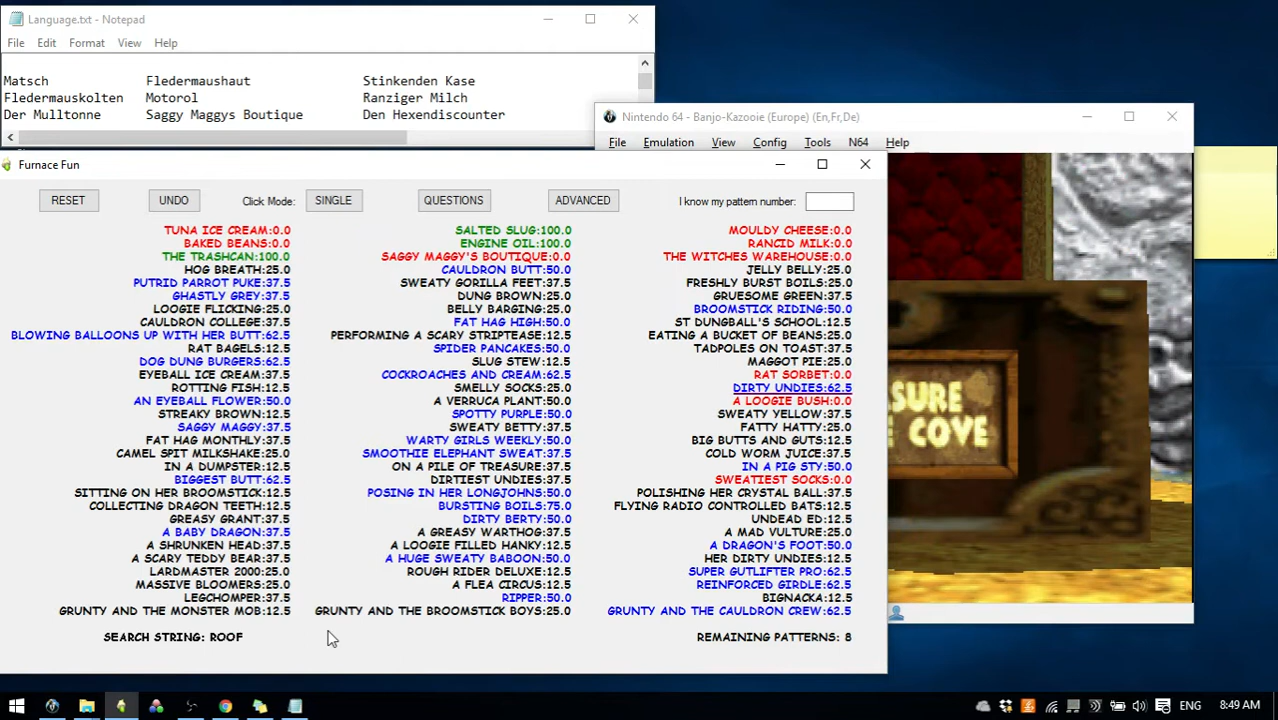 Language.txt - Notepad
File Edit Format View Help
Matsch Fledermaushaut Stinkenden Kase
Fledermauskolten Motorol Ranziger Milch
Der Mulltonne Saggy Maggys Boutique Den Hexendiscounter
Nintendo 64 - Banjo-Kazooie (Europe) (En,Fr,De)
File Emulation View Config Tools Help
Furnace Fun
RESET UNDO Click Mode: SINGLE QUESTIONS ADVANCED I know my pattern number:
TUNA ICE CREAM:0.0 SALTED SLUG:100.0 MOULDY CHEESE:0.0
BAKED BEANS:0.0 ENGINE OIL:100.0 RANCID MILK:0.0
THE TRASHCAN:100.0 SAGGY MAGGY'S BOUTIQUE:0.0 THE WITCHES WAREHOUSE:0.0
HOG BREATH:25.0 CAULDRON BUTT:50.0 JELLY BELLY:25.0
PUTRID PARROT PUKE:37.5 SWEATY GORILLA FEET:37.5 FRESHLY BURST BOILS:25.0
GHASTLY GREY:37.5 DUNG BROWN:25.0 GRUESOME GREEN:37.5
LOOGIE FLICKING:25.0 BELLY BARGING:25.0 BROOMSTICK RIDING:50.0
CAULDRON COLLEGE:37.5 FAT HAG HIGH:50.0 ST DUNGBALL'S SCHOOL:12.5
BLOWING BALLOONS UP WITH HER BUTT:62.5 PERFORMING A SCARY STRIPTEASE:12.5 EATING A BUCKET OF BEANS:25.0
RAT BAGELS:12.5 SPIDER PANCAKES:50.0 TADPOLES ON TOAST:37.5
DOG DUNG BURGERS:62.5 SLUG STEW:12.5 MAGGOT PIE:25.0
EYEBALL ICE CREAM:37.5 COCKROACHES AND CREAM:62.5 RAT SORBET:0.0
ROTTING FISH:12.5 SMELLY SOCKS:25.0 DIRTY UNDIES:62.5
AN EYEBALL FLOWER:50.0 A VERRUCA PLANT:50.0 A LOOGIE BUSH:0.0
STREAKY BROWN:12.5 SPOTTY PURPLE:50.0 SWEATY YELLOW:37.5
SAGGY MAGGY:37.5 SWEATY BETTY:37.5 FATTY HATTY:25.0
FAT HAG MONTHLY:37.5 WARTY GIRLS WEEKLY:50.0 BIG BUTTS AND GUTS:12.5
CAMEL SPIT MILKSHAKE:25.0 SMOOTHIE ELEPHANT SWEAT:37.5 COLD WORM JUICE:37.5
IN A DUMPSTER:12.5 ON A PILE OF TREASURE:37.5 IN A PIG STY:50.0
BIGGEST BUTT:62.5 DIRTIEST UNDIES:37.5 SWEATIEST SOCKS:0.0
SITTING ON HER BROOMSTICK:12.5 POSING IN HER LONGJOHNS:50.0 POLISHING HER CRYSTAL BALL:37.5
COLLECTING DRAGON TEETH:12.5 BURSTING BOILS:75.0 FLYING RADIO CONTROLLED BATS:12.5
GREASY GRANT:37.5 DIRTY BERTY:50.0 UNDEAD ED:12.5
A BABY DRAGON:37.5 A GREASY WARTHOG:37.5 A MAD VULTURE:25.0
A SHRUNKEN HEAD:37.5 A LOOGIE FILLED HANKY:12.5 A DRAGON'S FOOT:50.0
A SCARY TEDDY BEAR:37.5 A HUGE SWEATY BABOON:50.0 HER DIRTY UNDIES:12.5
LARDMASTER 2000:25.0 ROUGH RIDER DELUXE:12.5 SUPER GUTLIFTER PRO:62.5
MASSIVE BLOOMERS:25.0 A FLEA CIRCUS:12.5 REINFORCED GIRDLE:62.5
LEGCHOMPER:37.5 RIPPER:50.0 BIGNACKA:12.5
GRUNTY AND THE MONSTER MOB:12.5 GRUNTY AND THE BROOMSTICK BOYS:25.0 GRUNTY AND THE CAULDRON CREW:62.5
SEARCH STRING: ROOF REMAINING PATTERNS: 8
SURE
COVE
ENG 8:49 AM